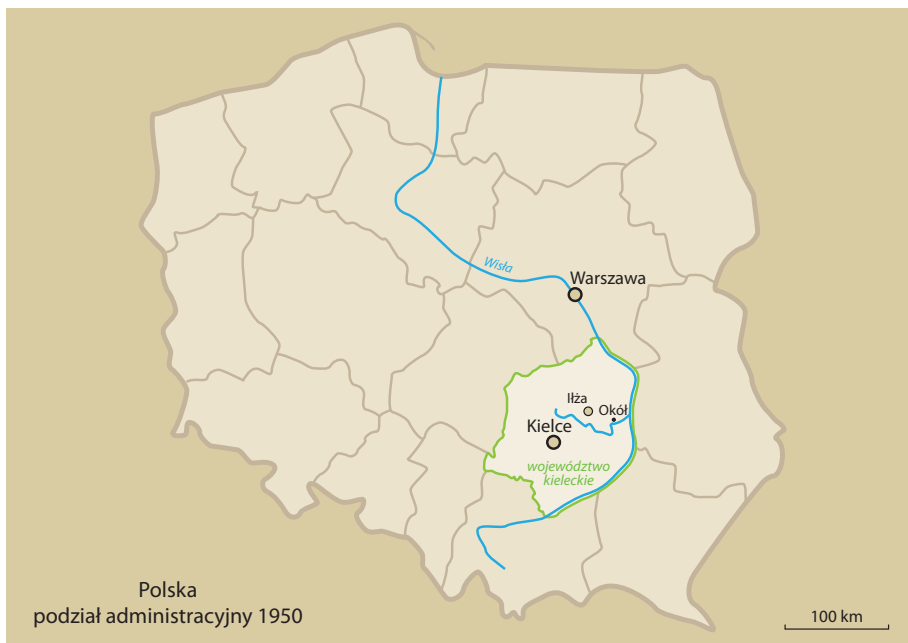 Wisła
Warszawa
Iłża
Okół
Kielce
województwo
kieleckie
Polska
podział administracyjny 1950
100 km